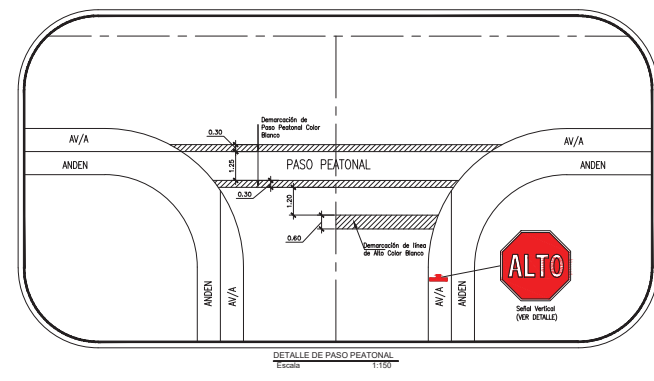 Demarcación de
Paso Peatonal Color
Blanco
0.30
AV/A
AV/A
ANDEN
1.25
PASO PEATONAL
ANDEN
0.30
1.20
0.60
Demarcación de línea
de Alto Color Blanco
ALTO
ANDEN
AV/A
AV/A
ANDEN
Señal Vertical
(VER DETALLE)
DETALLE DE PASO PEATONAL
Escala 1:150